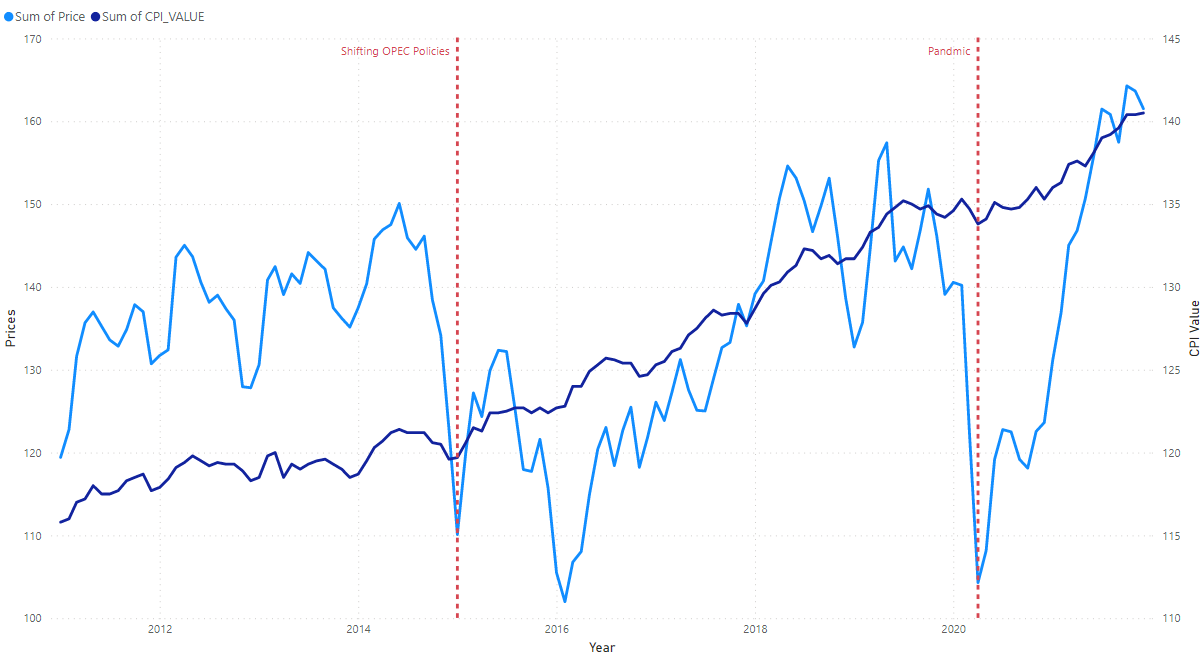 Sum of Price Sum of CPI_VALUE
170 145
Shifting OPEC Policies Pandmic
160 140
150 135
140 130
130 125
120 120
110 115
100 110
Prices
CPI Value
2012 2014 2016 2018 2020
Year